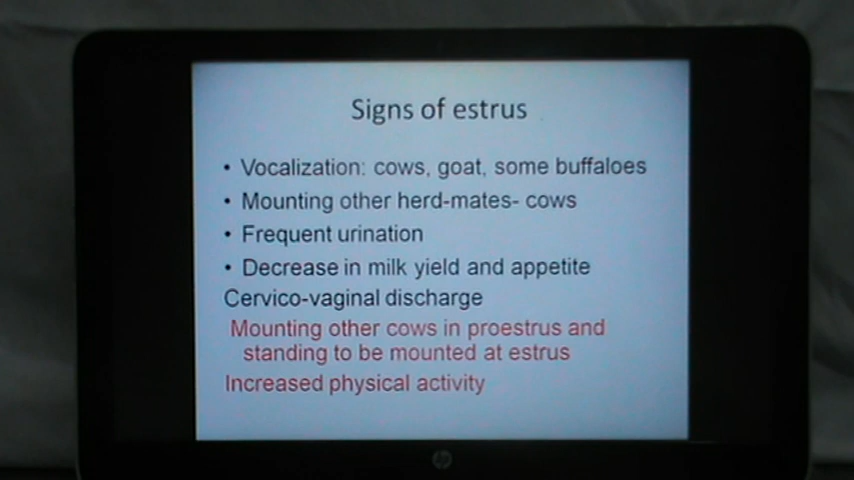 Signs of estrus
• Vocalization: cows, goat, some buffaloes
• Mounting other herd-mates- cows
• Frequent urination
• Decrease in milk yield and appetite
Cervico-vaginal discharge
Mounting other cows in proestrus and
standing to be mounted at estrus
Increased physical activity
hp